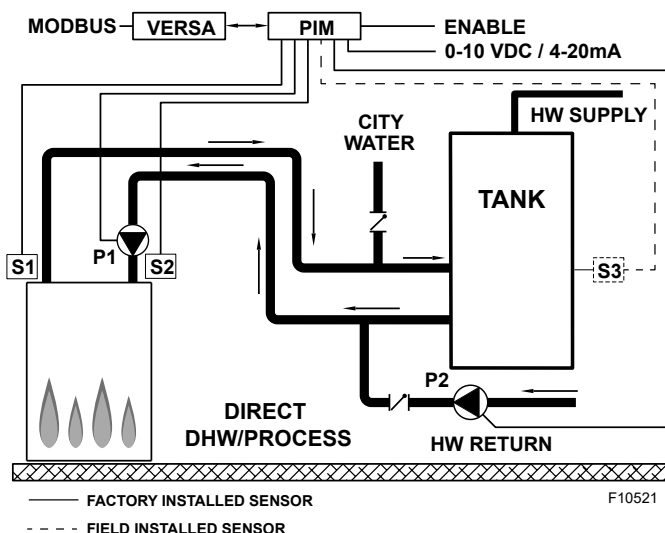 MODBUS
VERSA
PIM
ENABLE
0-10 VDC / 4-20mA
CITY
WATER
HW SUPPLY
TANK
S1
P1
S2
S3
P2
DIRECT
DHW/PROCESS
HW RETURN
FACTORY INSTALLED SENSOR
F10521
FIELD INSTALLED SENSOR